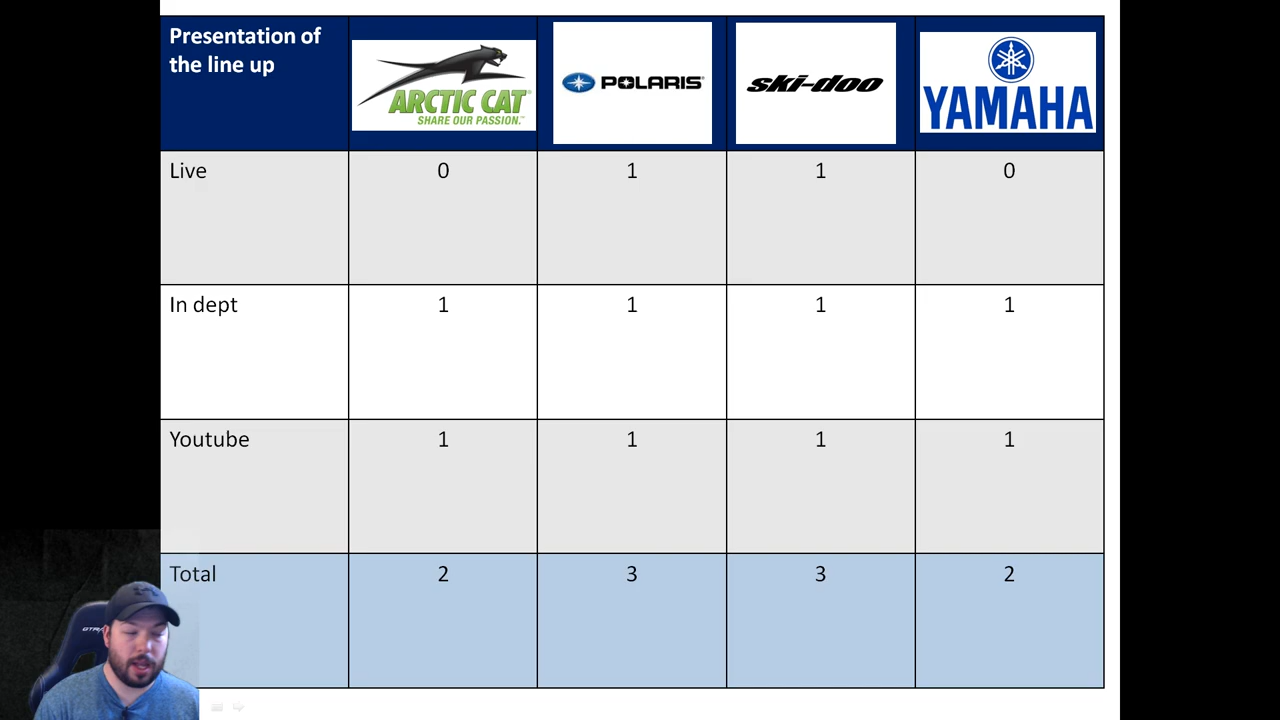 Presentation of
the line up
ARCTIC CAT
SHARE OUR PASSION.™
POLARIS®
ski-doo
YAMAHA
Live 0 1 1 0
In dept 1 1 1 1
Youtube 1 1 1 1
Total 2 3 3 2